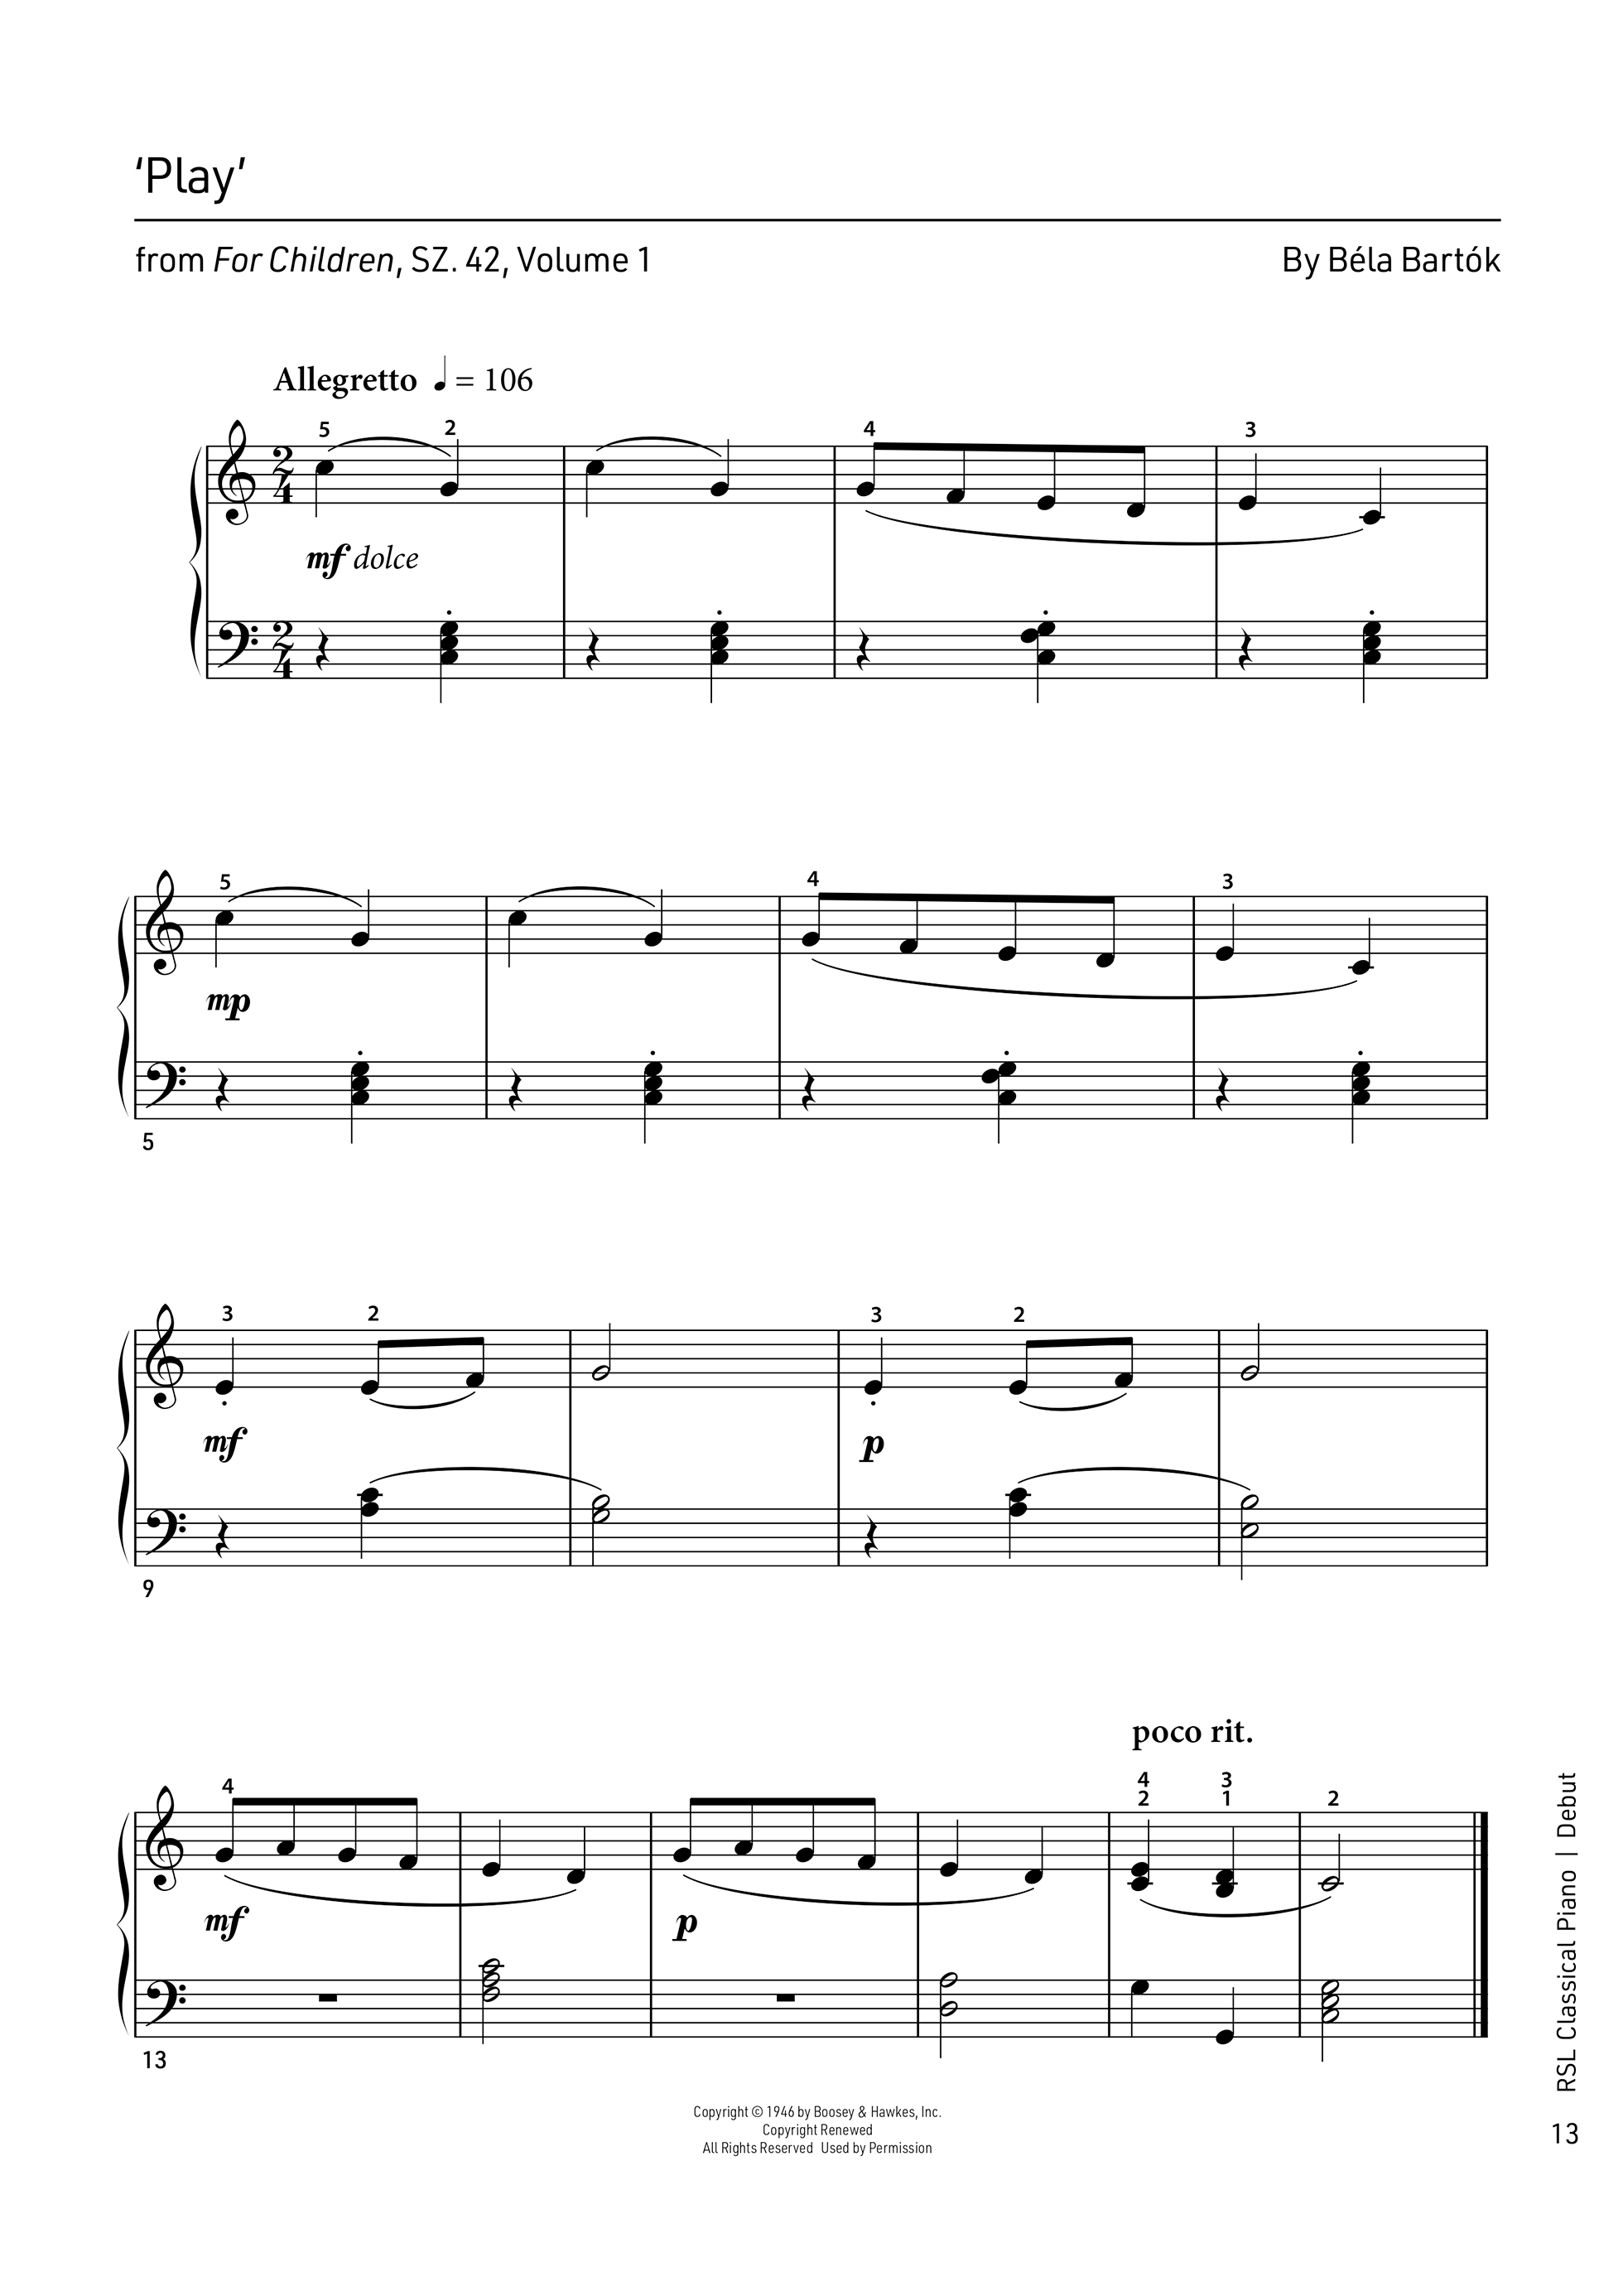 ‘Play’
from For Children, SZ. 42, Volume 1
By Béla Bartók
Allegretto ♩ = 106
5 2 4 3
2 4
mf dolce
2 4
5 4 3
mp
5
3 2 3 2
mf p
9
poco rit.
4 4 3 2
2 1
mf p
13
Copyright © 1946 by Boosey & Hawkes, Inc.
Copyright Renewed
All Rights Reserved Used by Permission
RSL Classical Piano | Debut
13